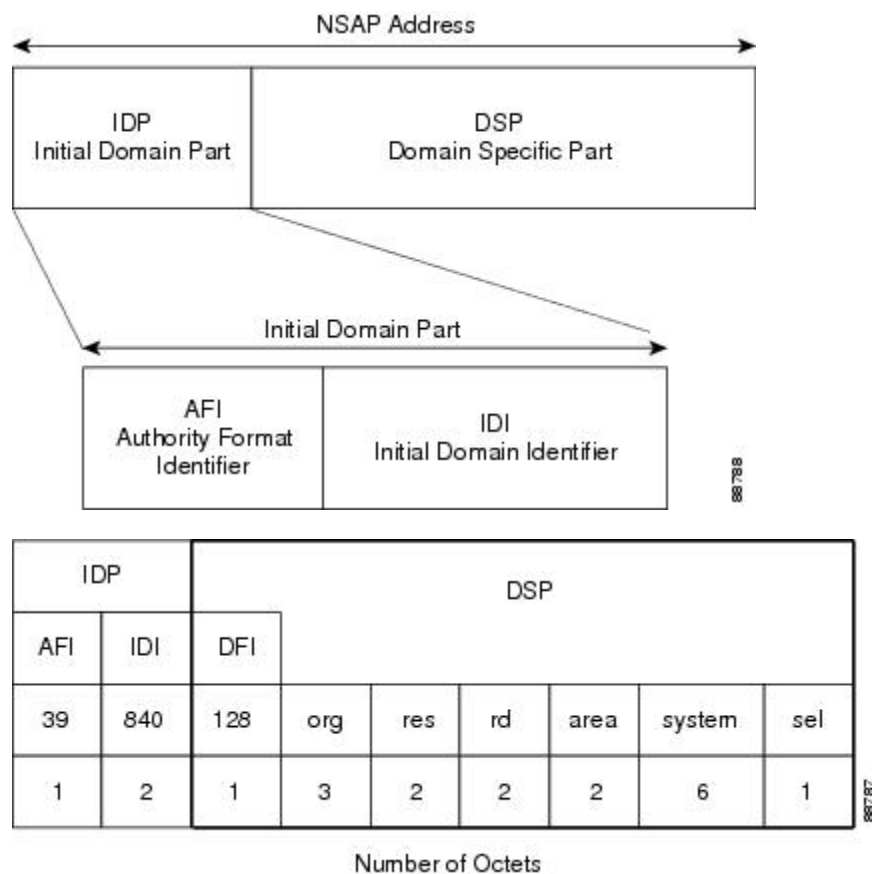 NSAP Address
IDP
Initial Domain Part
DSP
Domain Specific Part
Initial Domain Part
AFI
Authority Format
Identifier
IDI
Initial Domain Identifier
88788
IDP
DSP
AFI
IDI
DFI
39
840
128
org
res
rd
area
system
sel
1
2
1
3
2
2
2
6
1
88787
Number of Octets